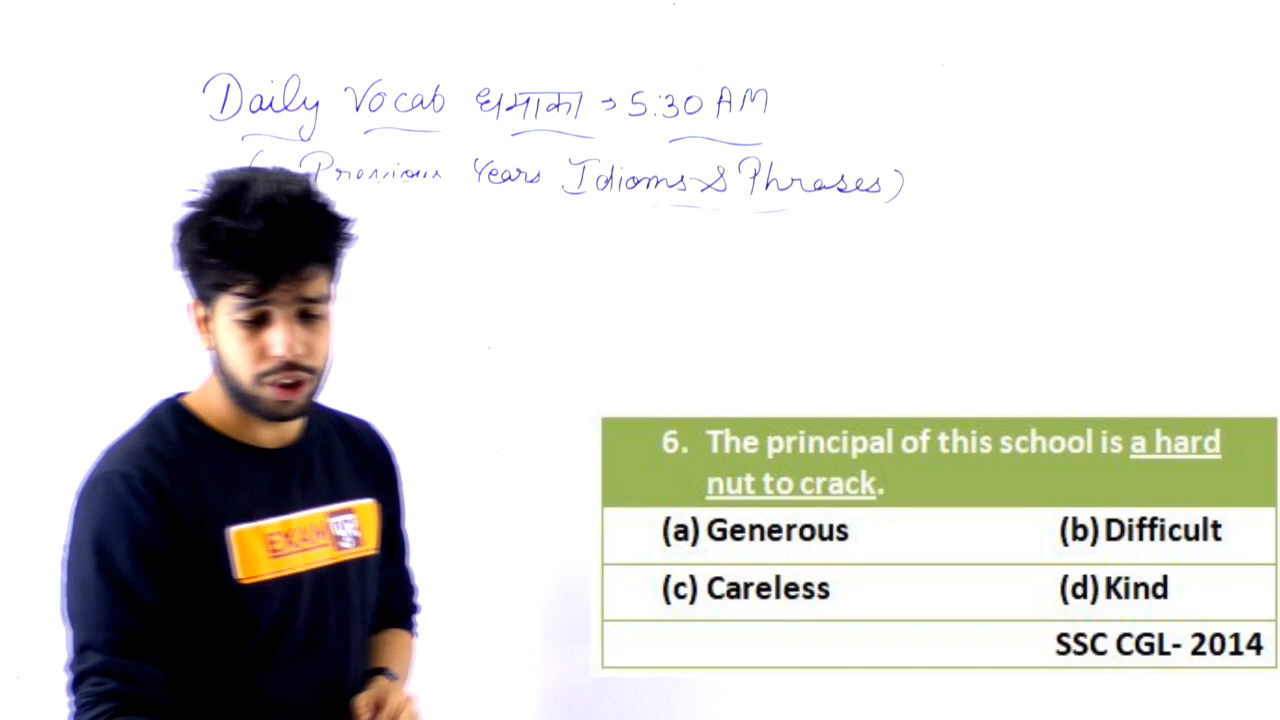 Daily Vocab धमाका → 5:30 AM
( Previous Years Idioms & Phrases)
EXAM
6. The principal of this school is a hard
nut to crack.
(a) Generous (b) Difficult
(c) Careless (d) Kind
SSC CGL- 2014